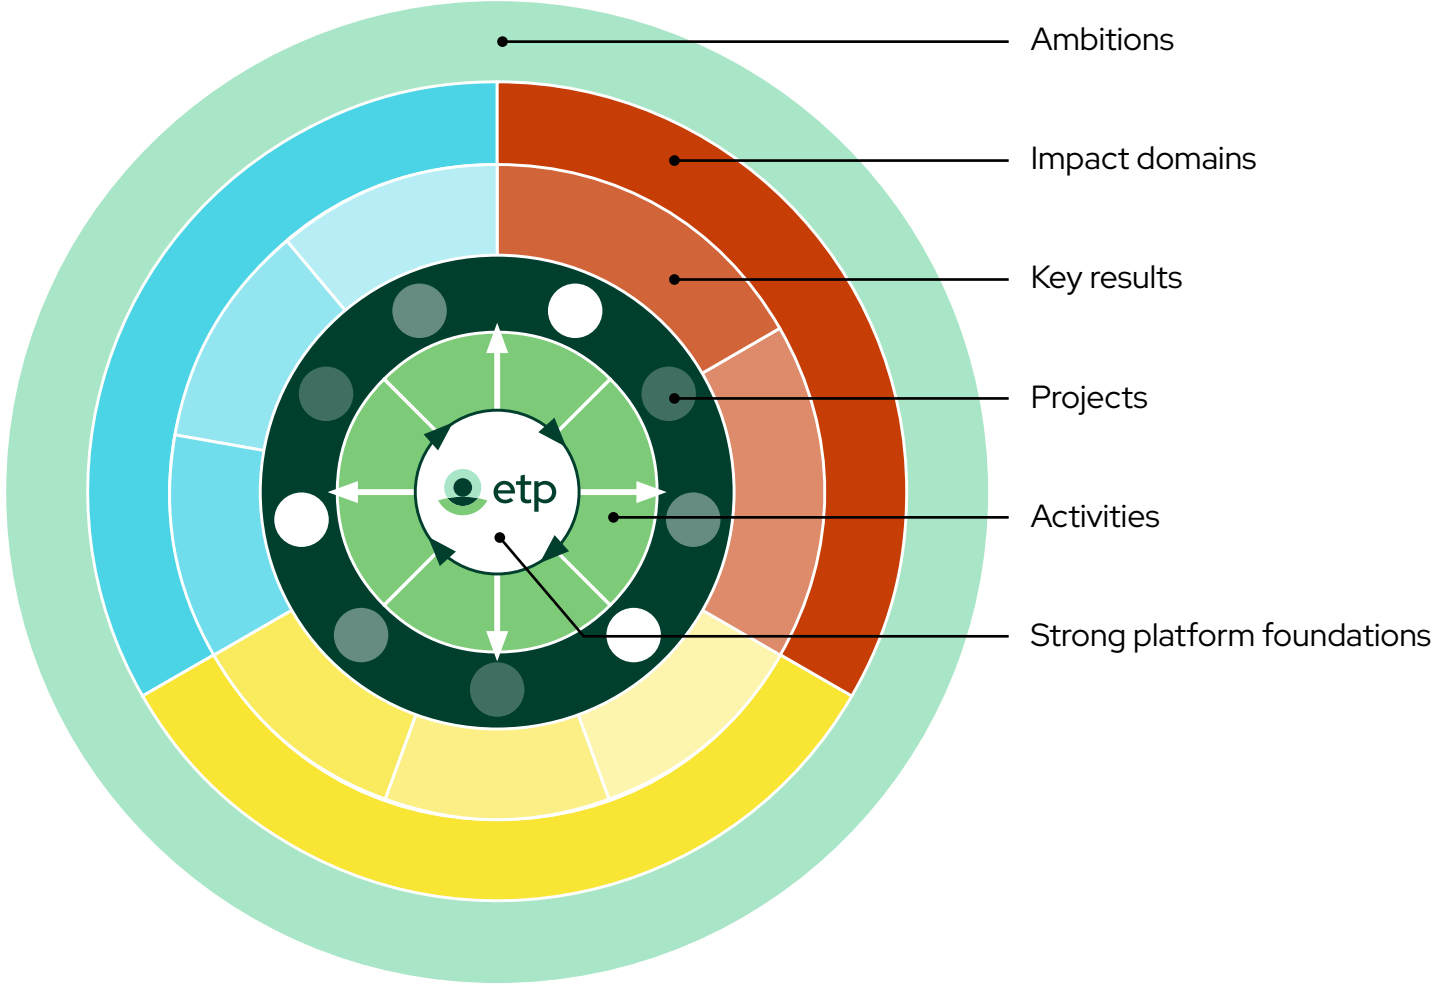 Ambitions
Impact domains
Key results
Projects
etp
Activities
Strong platform foundations